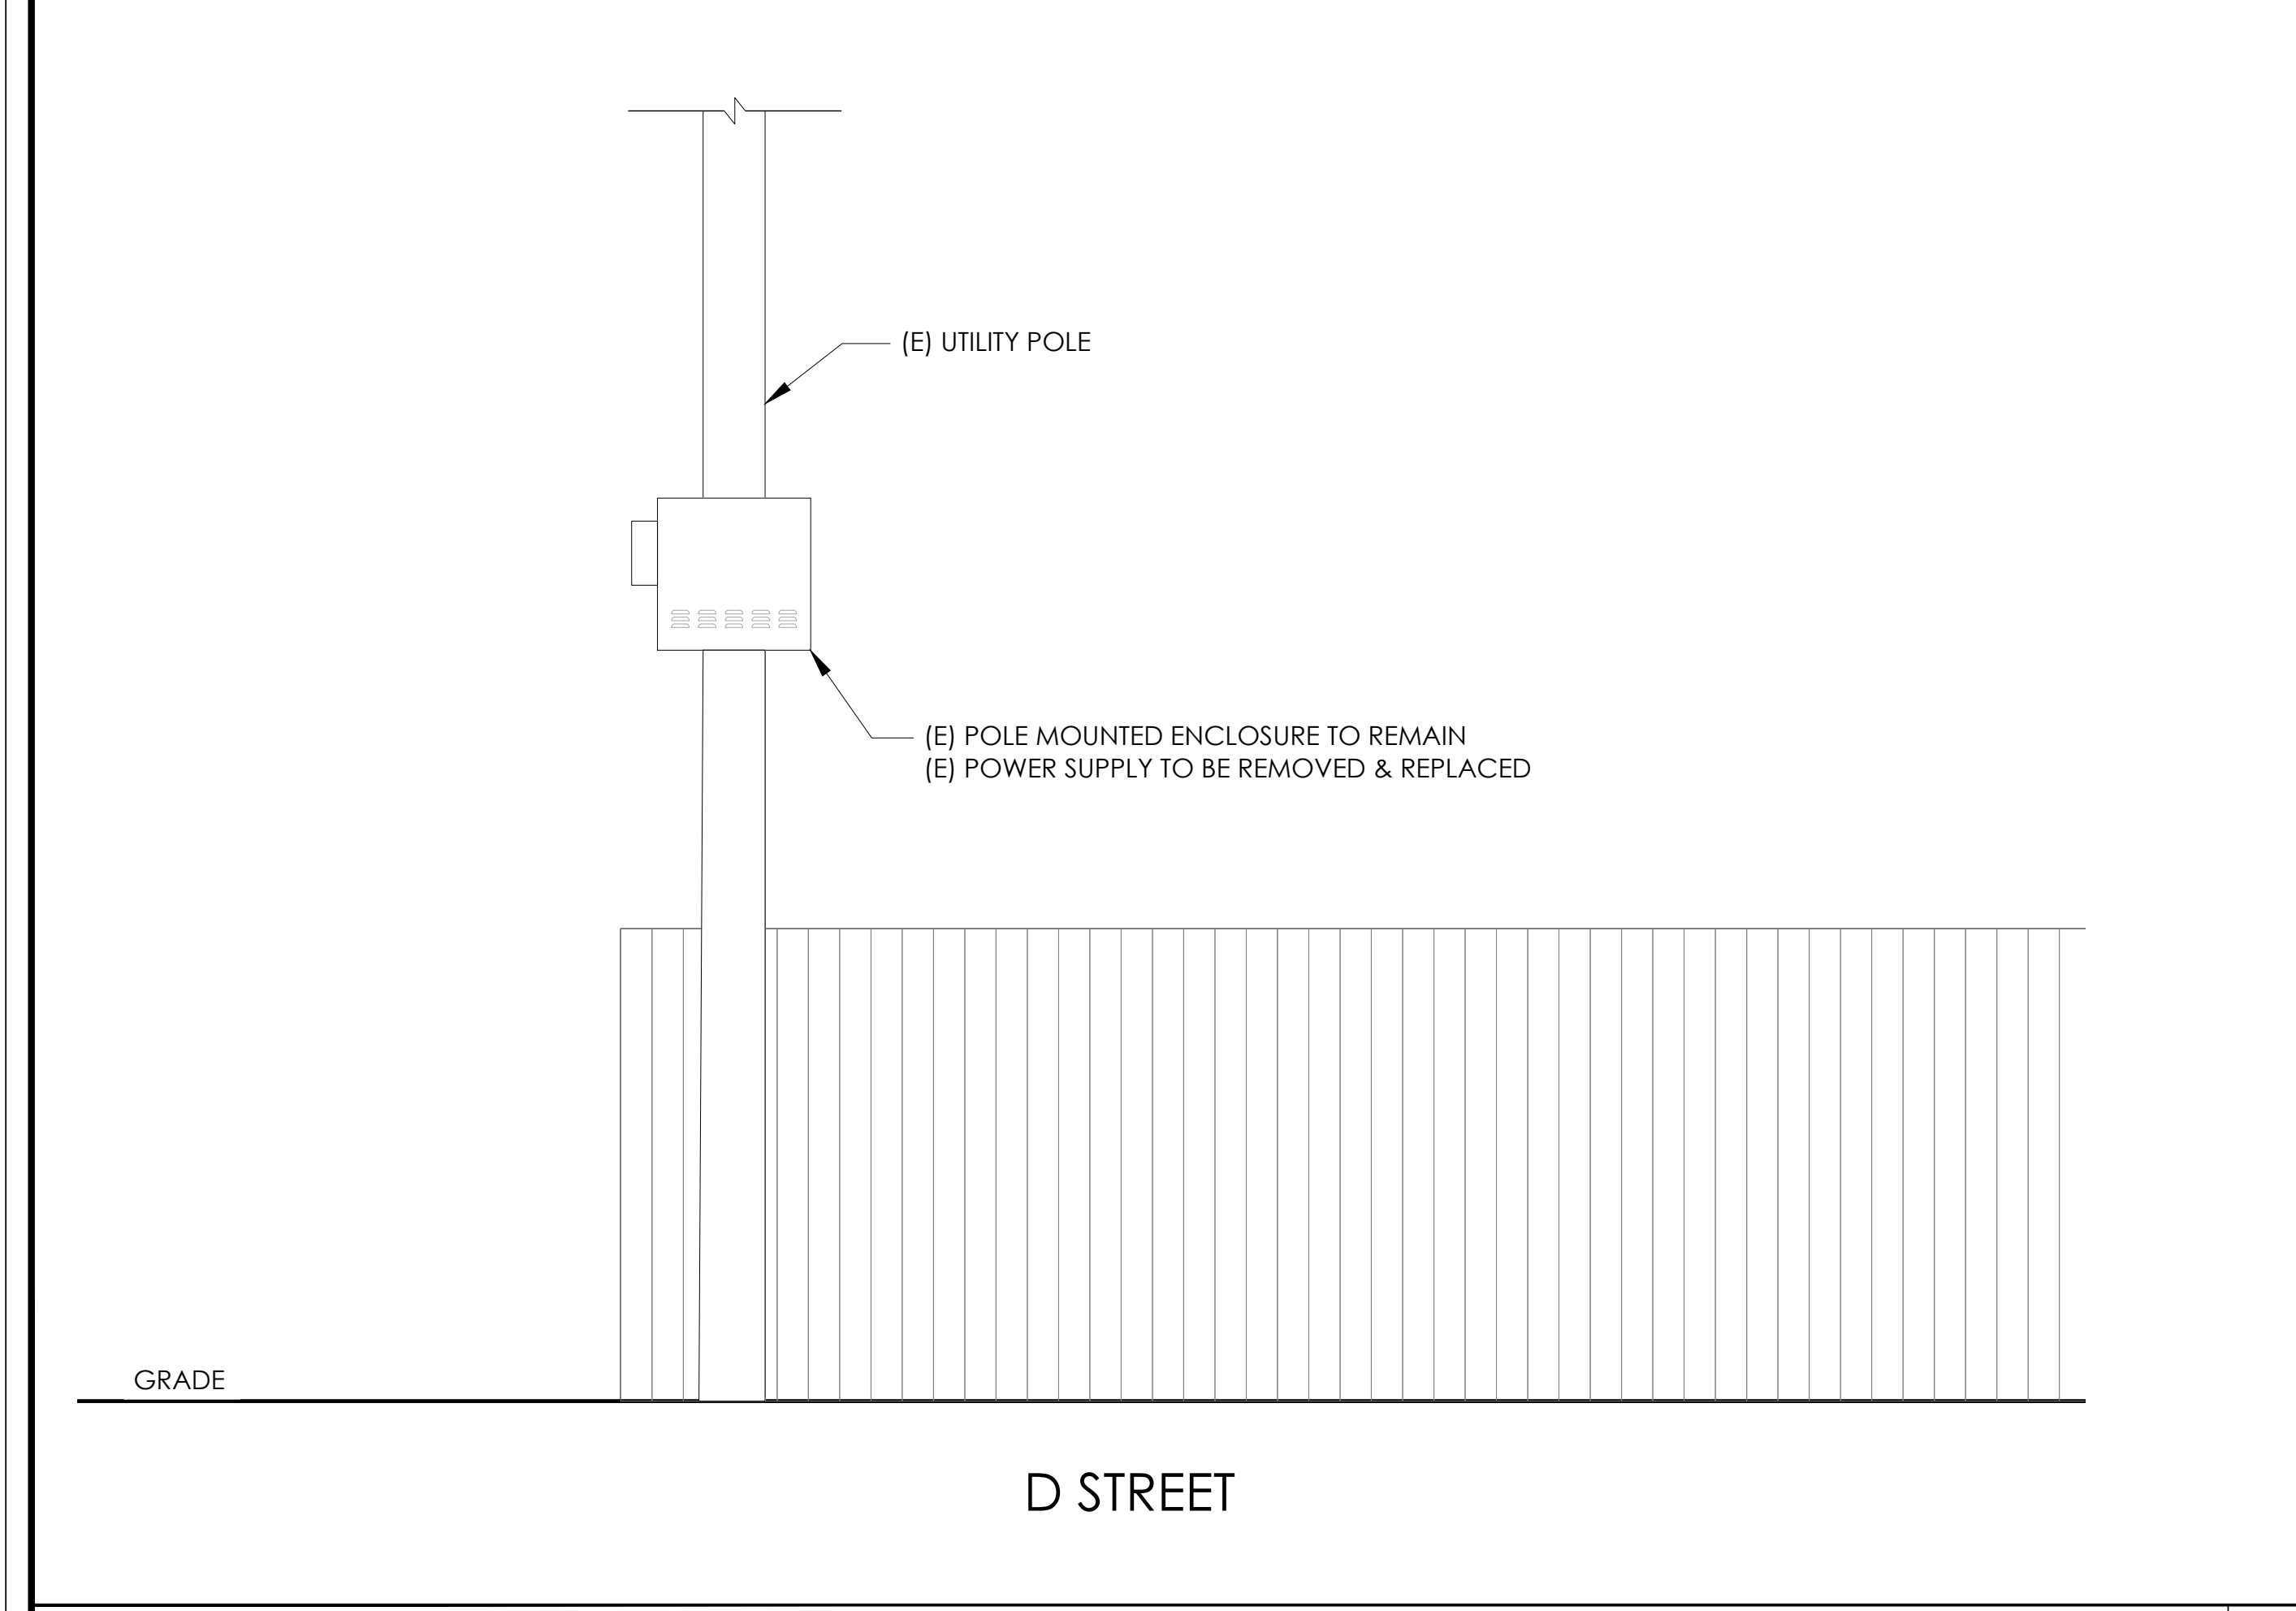 (E) UTILITY POLE
(E) POLE MOUNTED ENCLOSURE TO REMAIN
(E) POWER SUPPLY TO BE REMOVED & REPLACED
GRADE
D STREET